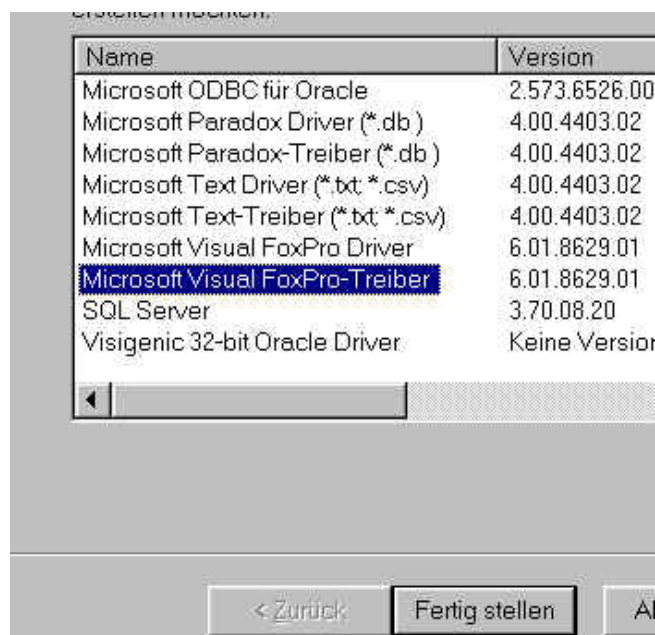 erstellen möchten.
Name Version
Microsoft ODBC für Oracle 2.573.6526.00
Microsoft Paradox Driver (*.db ) 4.00.4403.02
Microsoft Paradox-Treiber (*.db ) 4.00.4403.02
Microsoft Text Driver (*.txt; *.csv) 4.00.4403.02
Microsoft Text-Treiber (*.txt; *.csv) 4.00.4403.02
Microsoft Visual FoxPro Driver 6.01.8629.01
Microsoft Visual FoxPro-Treiber 6.01.8629.01
SQL Server 3.70.08.20
Visigenic 32-bit Oracle Driver Keine Version
< Zurück Fertig stellen